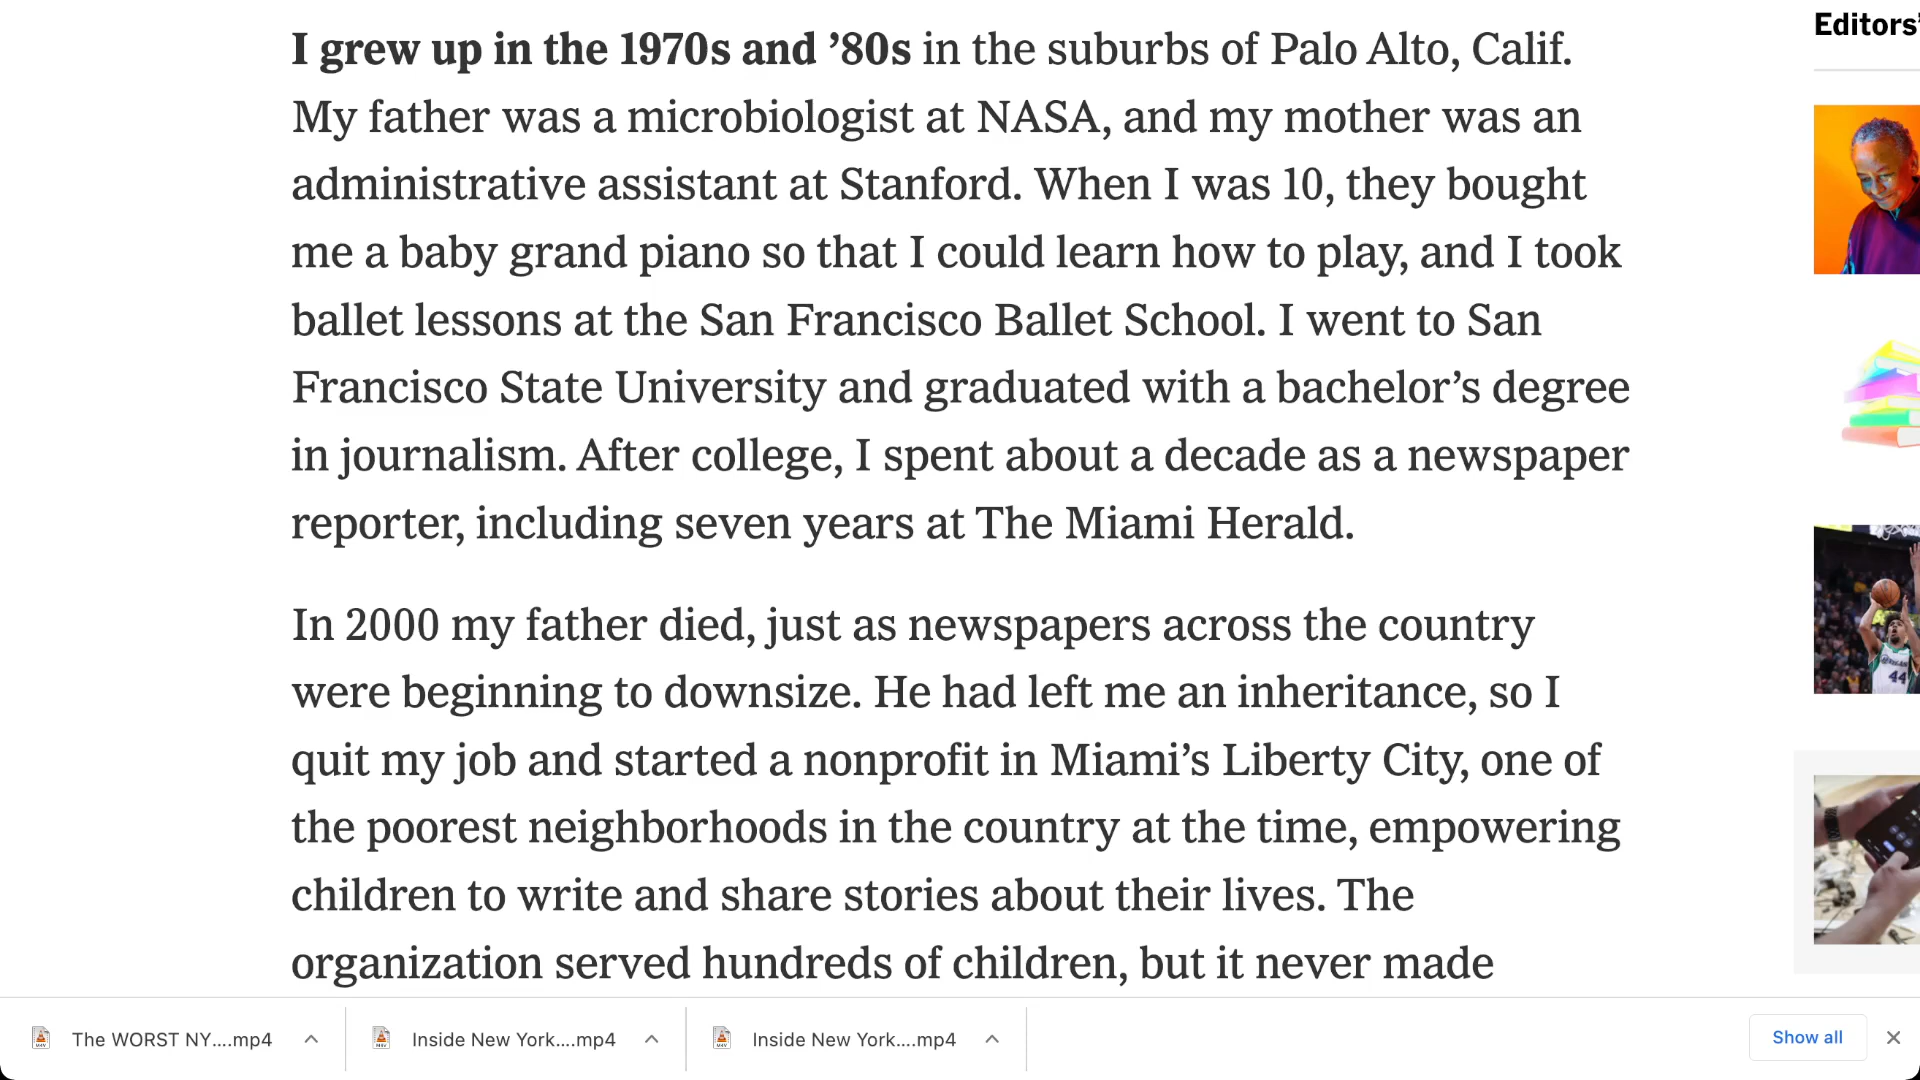 Editors'
I grew up in the 1970s and ’80s in the suburbs of Palo Alto, Calif.
My father was a microbiologist at NASA, and my mother was an
administrative assistant at Stanford. When I was 10, they bought
me a baby grand piano so that I could learn how to play, and I took
ballet lessons at the San Francisco Ballet School. I went to San
Francisco State University and graduated with a bachelor’s degree
in journalism. After college, I spent about a decade as a newspaper
reporter, including seven years at The Miami Herald.
In 2000 my father died, just as newspapers across the country
were beginning to downsize. He had left me an inheritance, so I
quit my job and started a nonprofit in Miami’s Liberty City, one of
the poorest neighborhoods in the country at the time, empowering
children to write and share stories about their lives. The
organization served hundreds of children, but it never made
44
The WORST NY....mp4
Inside New York....mp4
Inside New York....mp4
Show all